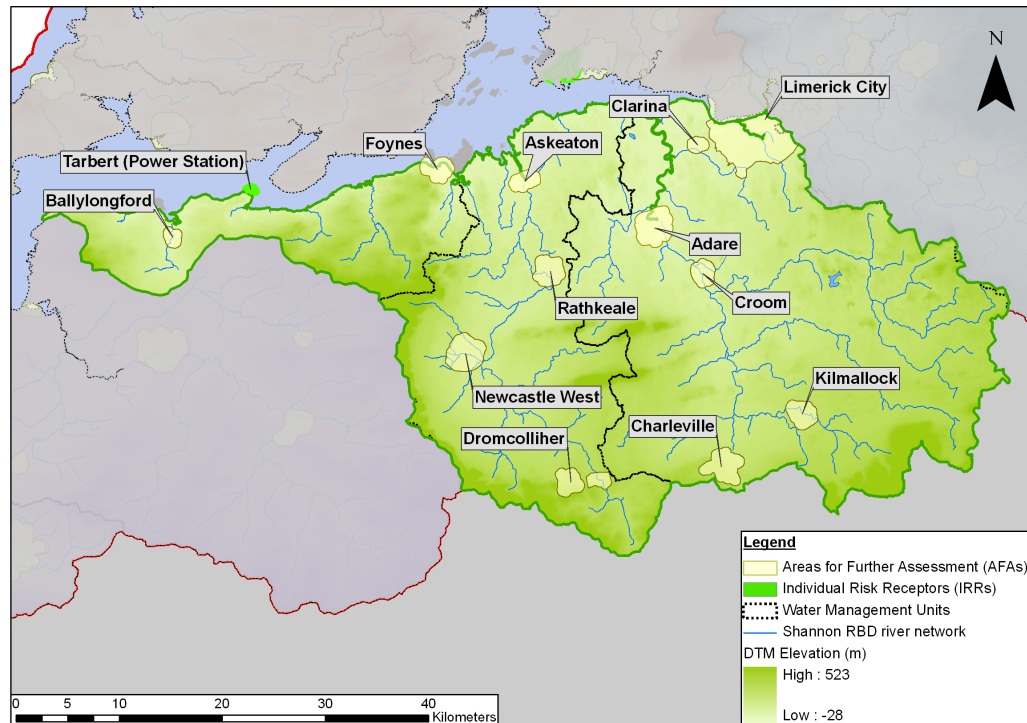 N
Limerick City
Clarina
Foynes
Askeaton
Tarbert (Power Station)
Ballylongford
Adare
Croom
Rathkeale
Newcastle West
Kilmallock
Charleville
Dromcolliher
Legend
Areas for Further Assessment (AFAs)
Individual Risk Receptors (IRRs)
Water Management Units
Shannon RBD river network
DTM Elevation (m)
High : 523
Low : -28
0 5 10 20 30 40
Kilometers